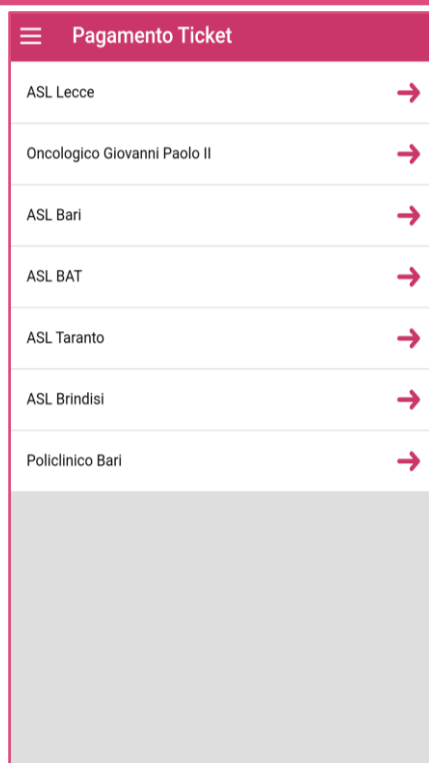 Pagamento Ticket
ASL Lecce
Oncologico Giovanni Paolo II
ASL Bari
ASL BAT
ASL Taranto
ASL Brindisi
Policlinico Bari